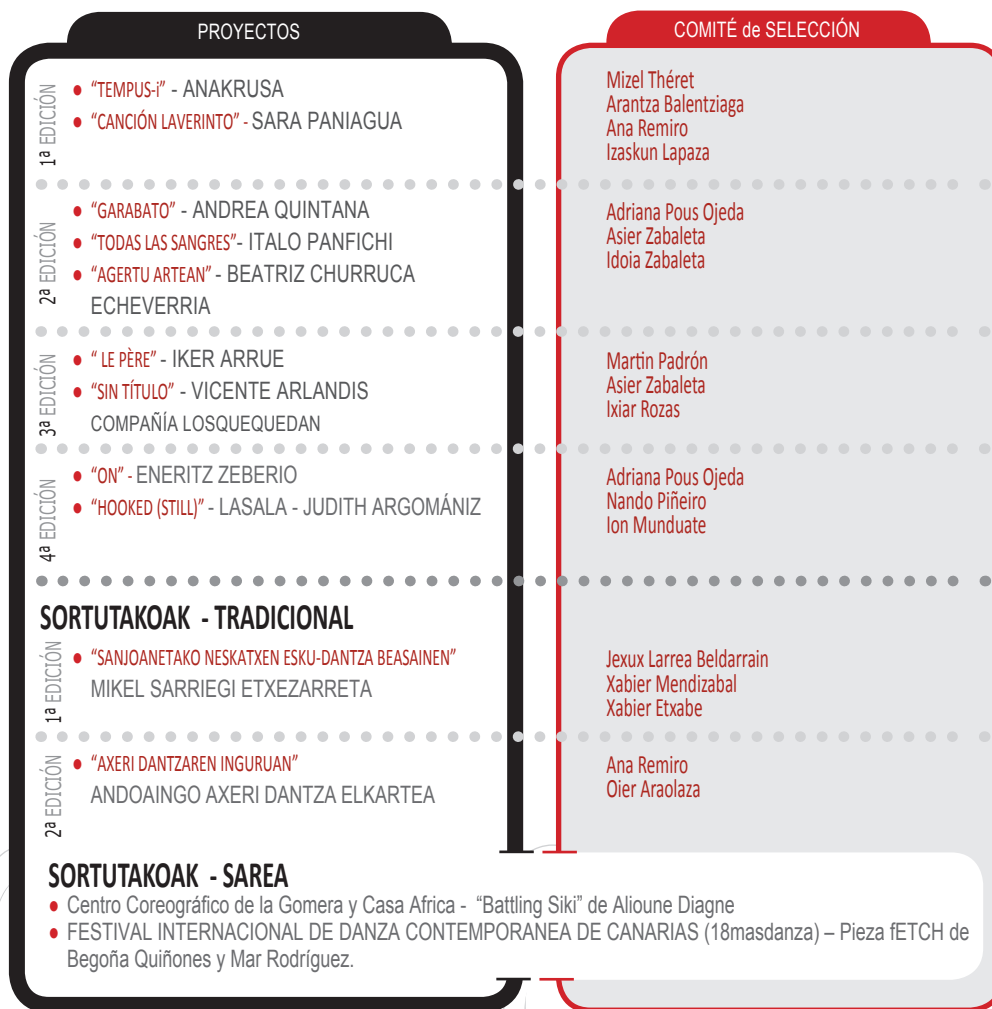 PROYECTOS
COMITÉ de SELECCIÓN
1ª EDICIÓN
“TEMPUS-i” - ANAKRUSA
“CANCIÓN LAVERINTO” - SARA PANIAGUA
Mizel Théret
Arantza Balentziaga
Ana Remiro
Izaskun Lapaza
2ª EDICIÓN
“GARABATO” - ANDREA QUINTANA
“TODAS LAS SANGRES”- ITALO PANFICHI
“AGERTU ARTEAN” - BEATRIZ CHURRUCA
ECHEVERRIA
Adriana Pous Ojeda
Asier Zabaleta
Idoia Zabaleta
3ª EDICIÓN
“ LE PÈRE” - IKER ARRUE
“SIN TÍTULO” - VICENTE ARLANDIS
COMPAÑÍA LOSQUEQUEDAN
Martin Padrón
Asier Zabaleta
Ixiar Rozas
4ª EDICIÓN
“ON” - ENERITZ ZEBERIO
“HOOKED (STILL)” - LASALA - JUDITH ARGOMÁNIZ
Adriana Pous Ojeda
Nando Piñeiro
Ion Munduate
SORTUTAKOAK - TRADICIONAL
1ª EDICIÓN
“SANJOANETAKO NESKATXEN ESKU-DANTZA BEASAINEN”
MIKEL SARRIEGI ETXEZARRETA
Jexux Larrea Beldarrain
Xabier Mendizabal
Xabier Etxabe
2ª EDICIÓN
“AXERI DANTZAREN INGURUAN”
ANDOAINGO AXERI DANTZA ELKARTEA
Ana Remiro
Oier Araolaza
SORTUTAKOAK - SAREA
Centro Coreográfico de la Gomera y Casa Africa - “Battling Siki” de Alioune Diagne
FESTIVAL INTERNACIONAL DE DANZA CONTEMPORANEA DE CANARIAS (18masdanza) – Pieza fETCH de
Begoña Quiñones y Mar Rodríguez.